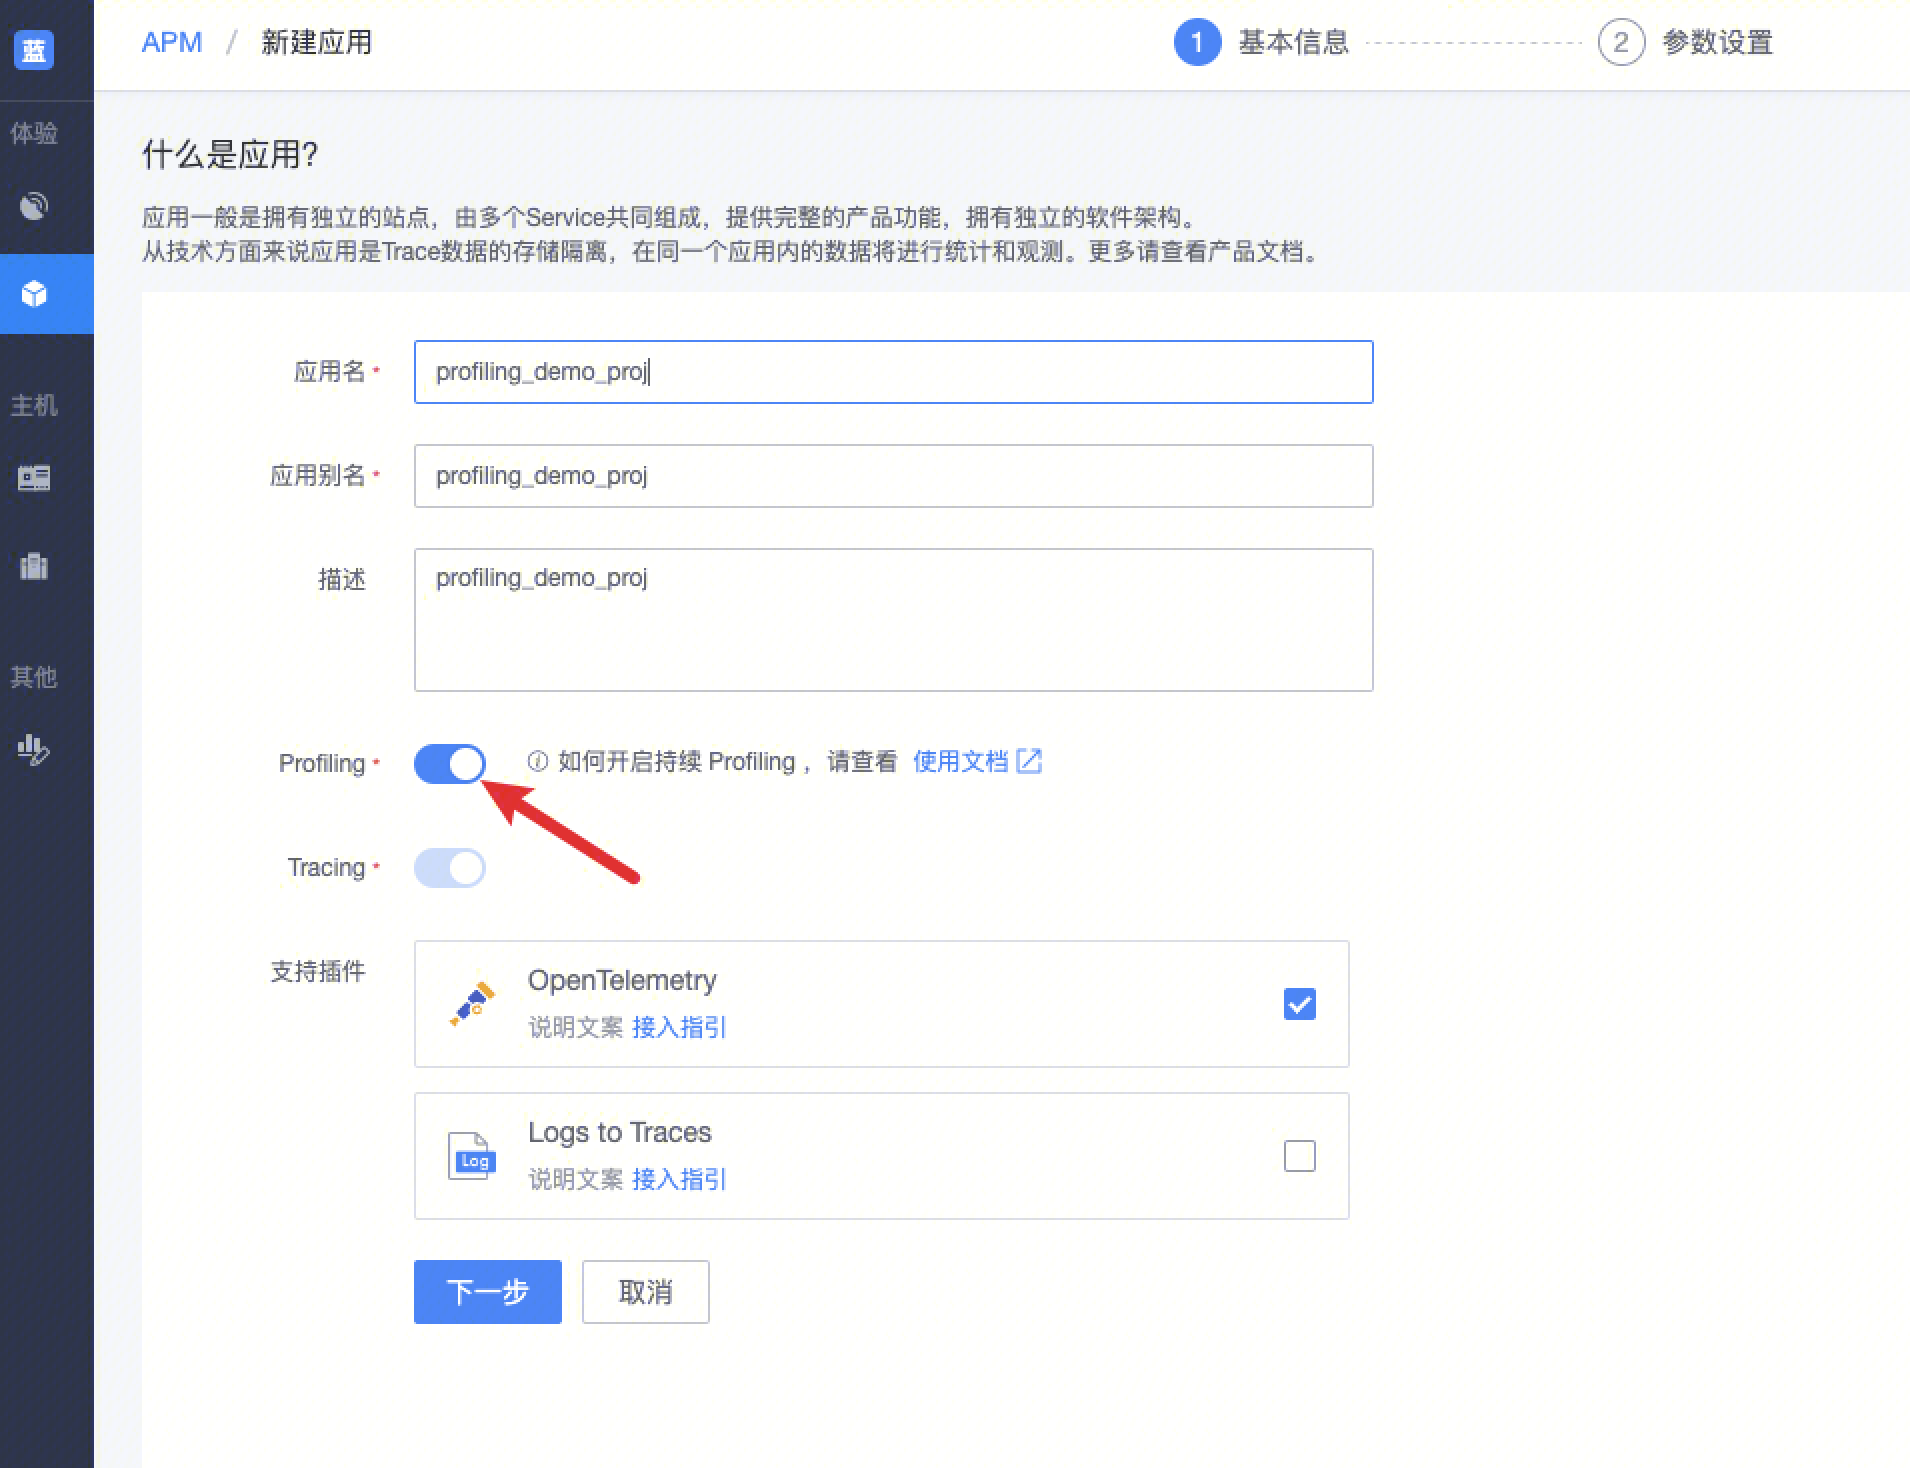 蓝
APM / 新建应用
1 基本信息
2 参数设置
体验
主机
其他
什么是应用?
应用一般是拥有独立的站点，由多个Service共同组成，提供完整的产品功能，拥有独立的软件架构。
从技术方面来说应用是Trace数据的存储隔离，在同一个应用内的数据将进行统计和观测。更多请查看产品文档。
应用名 * profiling_demo_proj
应用别名 * profiling_demo_proj
描述 profiling_demo_proj
Profiling * 如何开启持续 Profiling ，请查看 使用文档
Tracing *
支持插件
OpenTelemetry
说明文案 接入指引
Log
Logs to Traces
说明文案 接入指引
下一步 取消